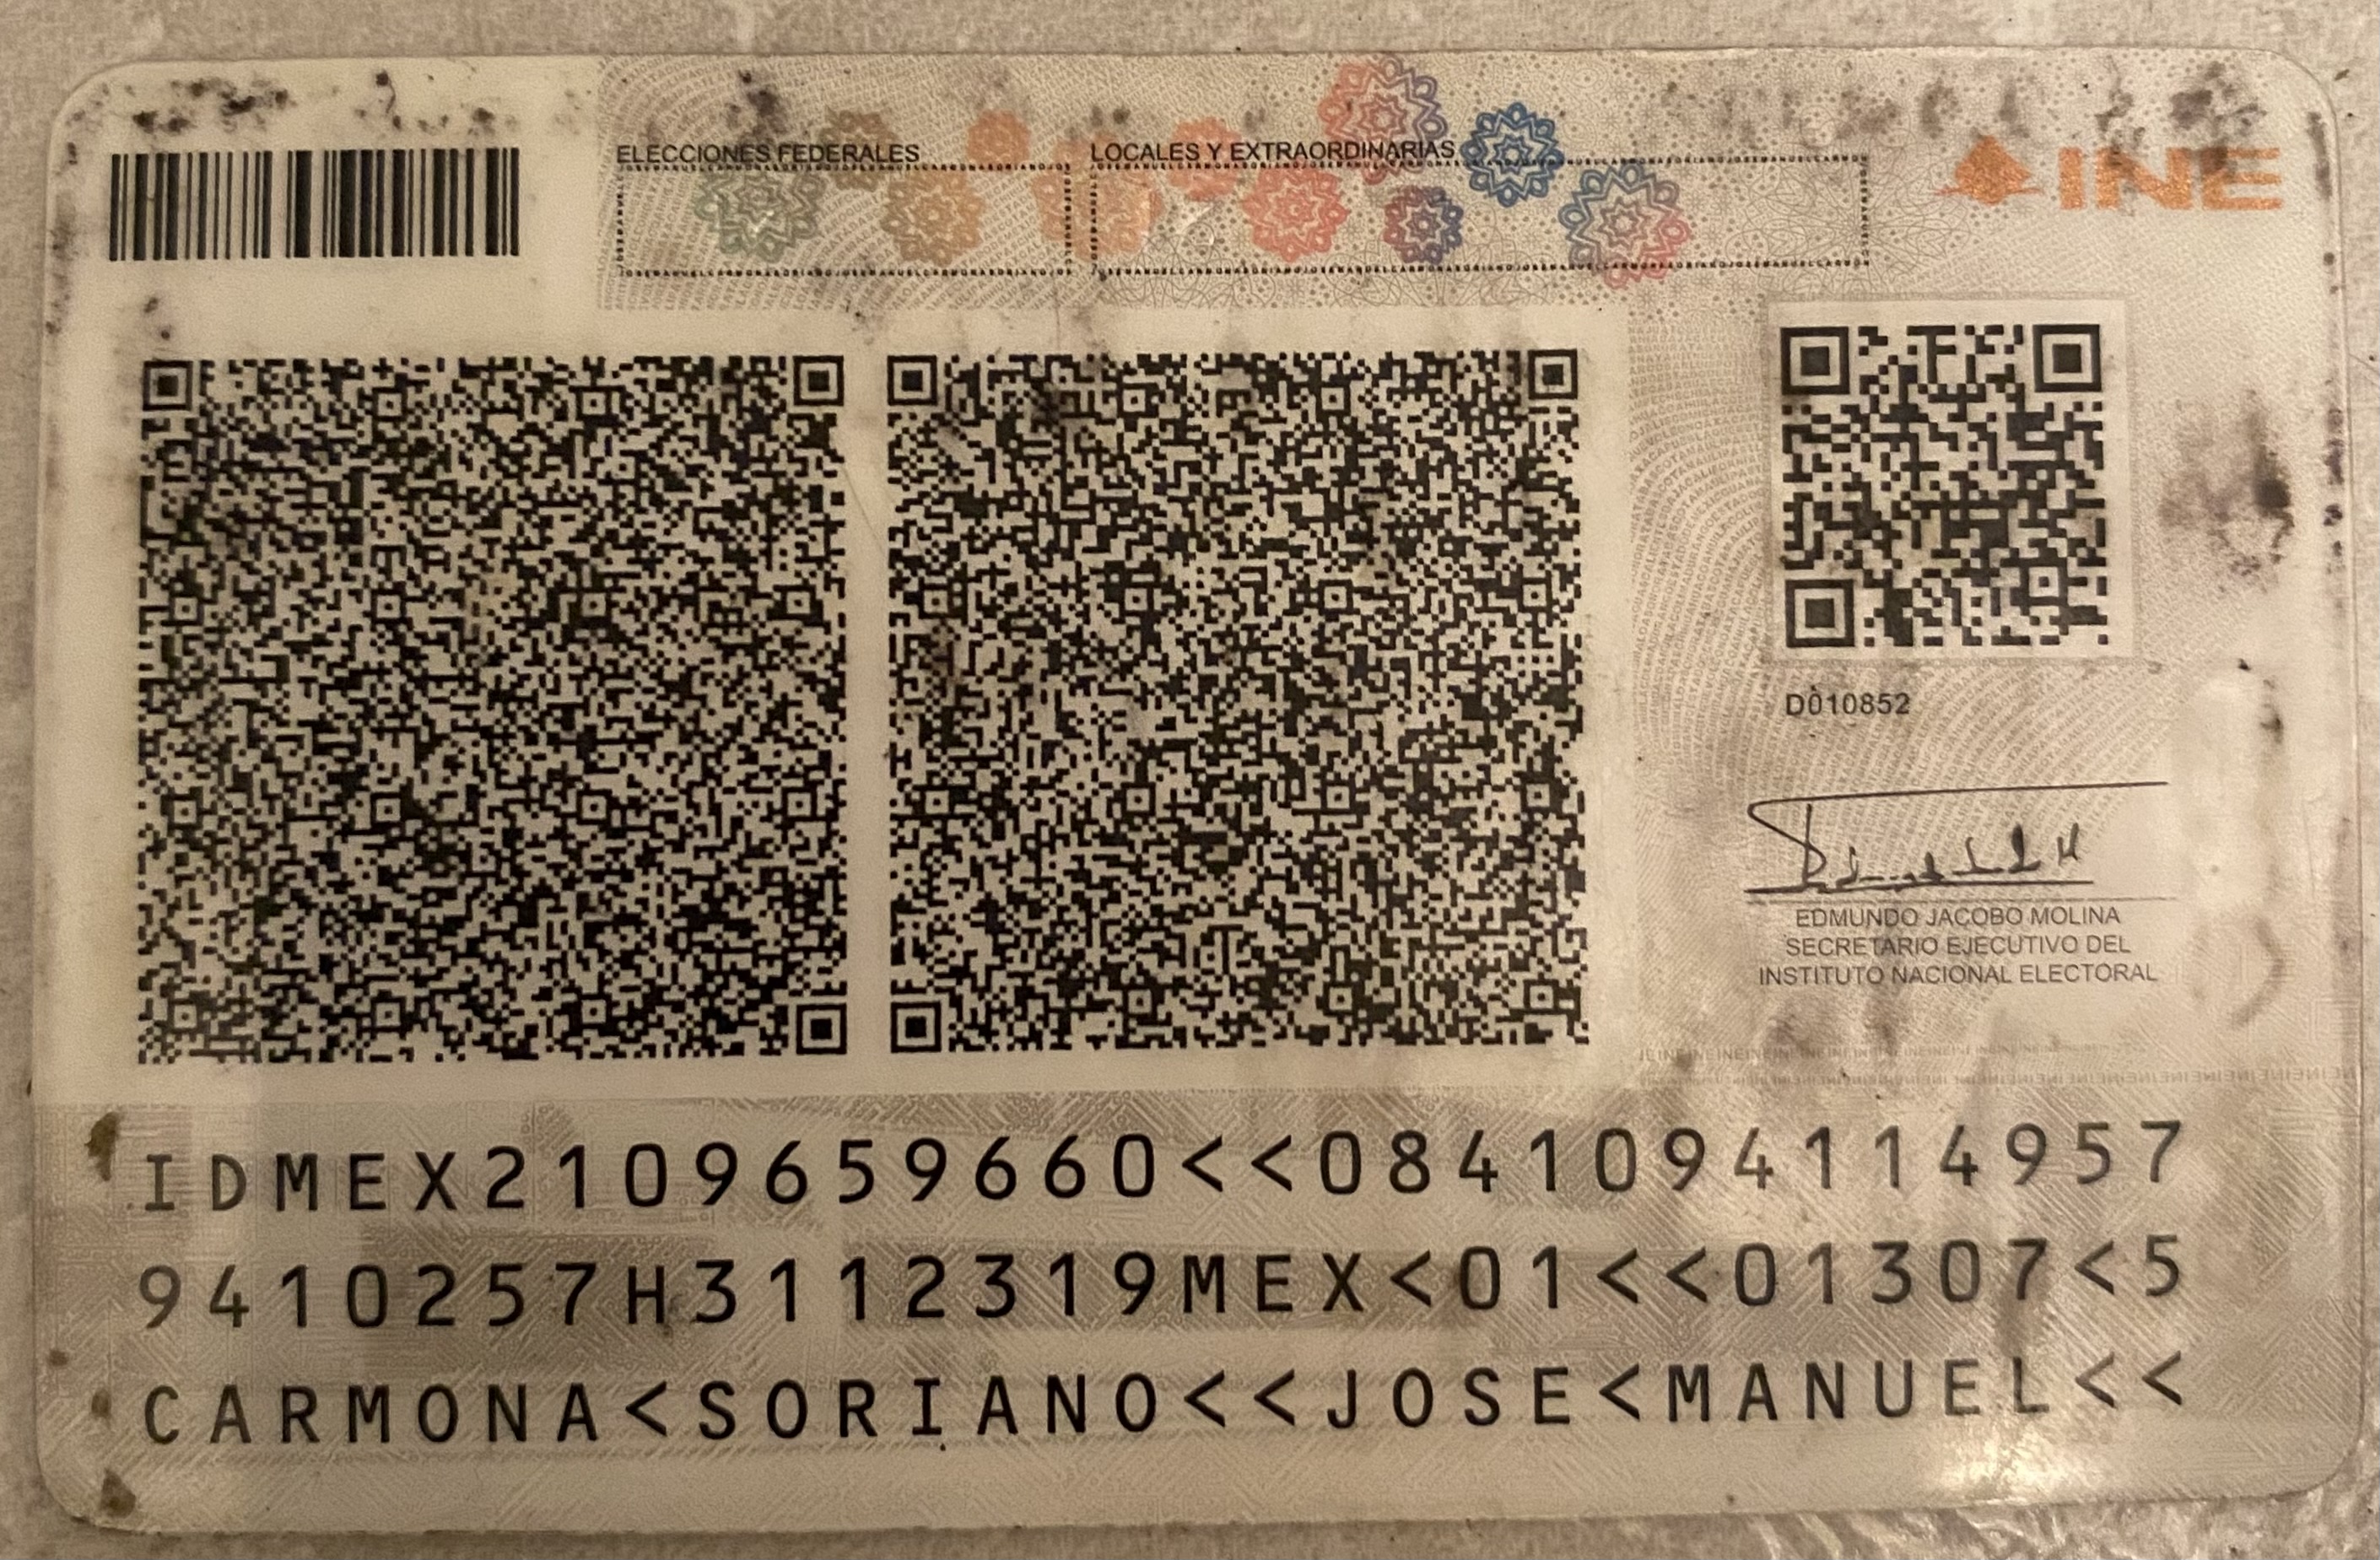 ELECCIONES FEDERALES LOCALES Y EXTRAORDINARIAS
INE
D010852
EDMUNDO JACOBO MOLINA
SECRETARIO EJECUTIVO DEL
INSTITUTO NACIONAL ELECTORAL
IDMEX2109659660<<0841094114957
9410257H3112319MEX<01<<01307<5
CARMONA<SORIANO<<JOSE<MANUEL<<